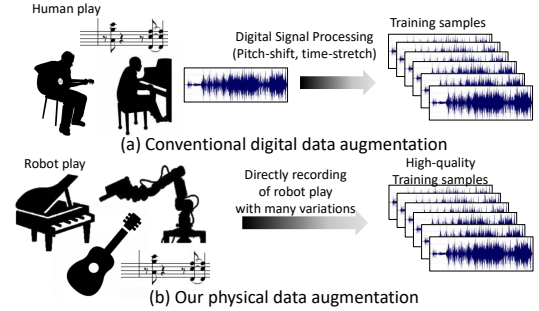 Human play
Digital Signal Processing
(Pitch-shift, time-stretch)
Training samples
(a) Conventional digital data augmentation
Robot play
Directly recording
of robot play
with many variations
High-quality
Training samples
(b) Our physical data augmentation